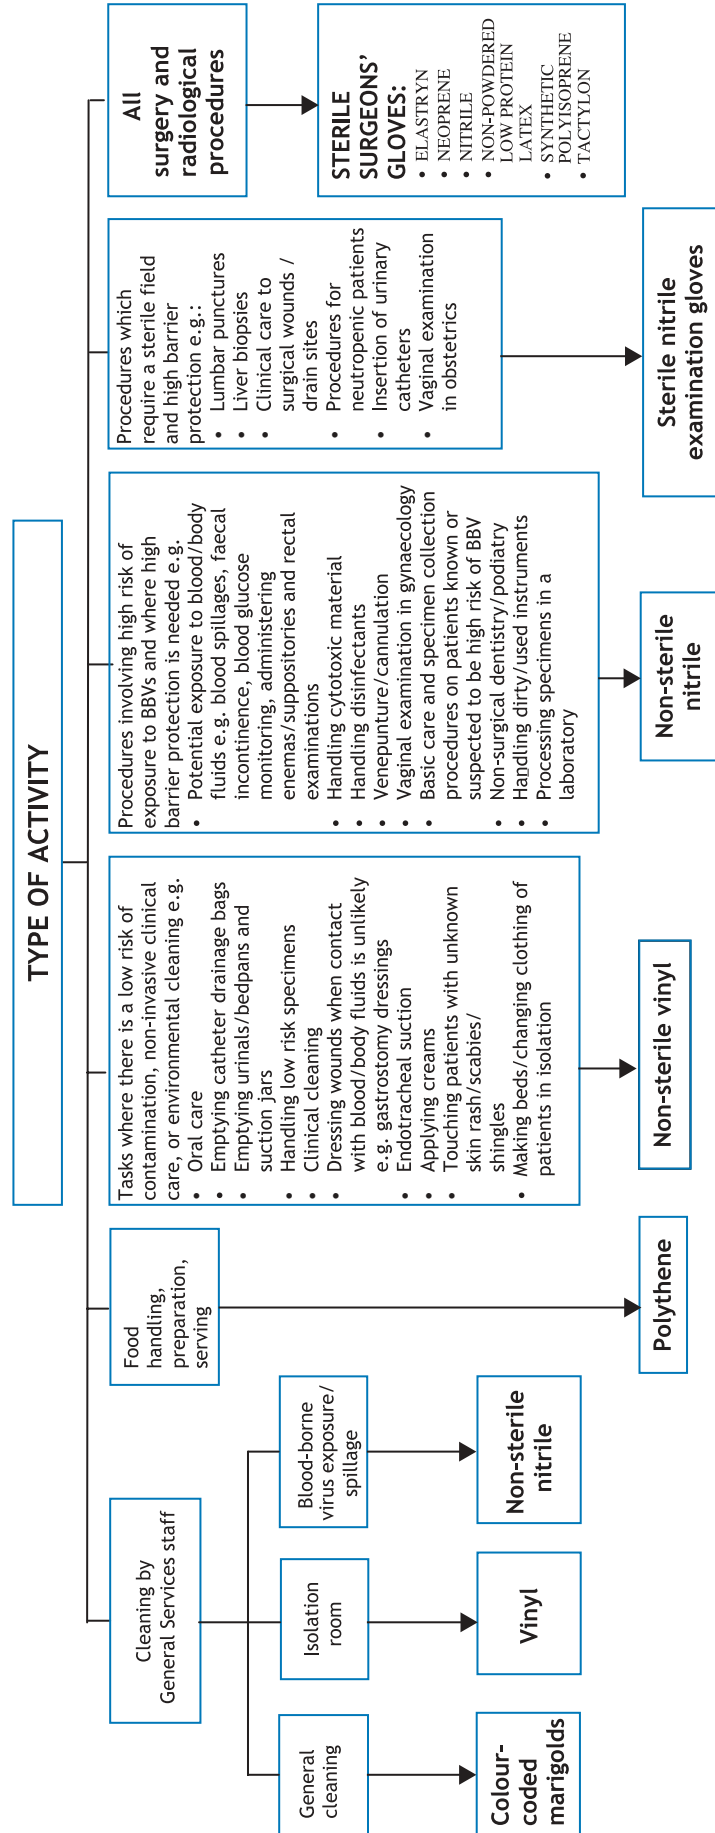 TYPE OF ACTIVITY
Cleaning by
General Services staff
General
cleaning
Colour-
coded
marigolds
Isolation
room
Vinyl
Blood-borne
virus exposure/
spillage
Non-sterile
nitrile
Food
handling,
preparation,
serving
Polythene
Tasks where there is a low risk of
contamination, non-invasive clinical
care, or environmental cleaning e.g.
• Oral care
• Emptying catheter drainage bags
• Emptying urinals/bedpans and
suction jars
• Handling low risk specimens
• Clinical cleaning
• Dressing wounds when contact
with blood/body fluids is unlikely
e.g. gastrostomy dressings
• Endotracheal suction
• Applying creams
• Touching patients with unknown
skin rash/scabies/
shingles
• Making beds/changing clothing of
patients in isolation
Non-sterile vinyl
Procedures involving high risk of
exposure to BBVs and where high
barrier protection is needed e.g.
• Potential exposure to blood/body
fluids e.g. blood spillages, faecal
incontinence, blood glucose
monitoring, administering
enemas/suppositories and rectal
examinations
• Handling cytotoxic material
• Handling disinfectants
• Venepunture/cannulation
• Vaginal examination in gynaecology
• Basic care and specimen collection
procedures on patients known or
suspected to be high risk of BBV
• Non-surgical dentistry/podiatry
• Handling dirty/used instruments
• Processing specimens in a
laboratory
Non-sterile
nitrile
Procedures which
require a sterile field
and high barrier
protection e.g.:
• Lumbar punctures
• Liver biopsies
• Clinical care to
surgical wounds /
drain sites
• Procedures for
neutropenic patients
• Insertion of urinary
catheters
• Vaginal examination
in obstetrics
Sterile nitrile
examination gloves
All
surgery and
radiological
procedures
STERILE
SURGEONS’
GLOVES:
• ELASTRYN
• NEOPRENE
• NITRILE
• NON-POWDERED
LOW PROTEIN
LATEX
• SYNTHETIC
POLYISOPRENE
• TACTYLON